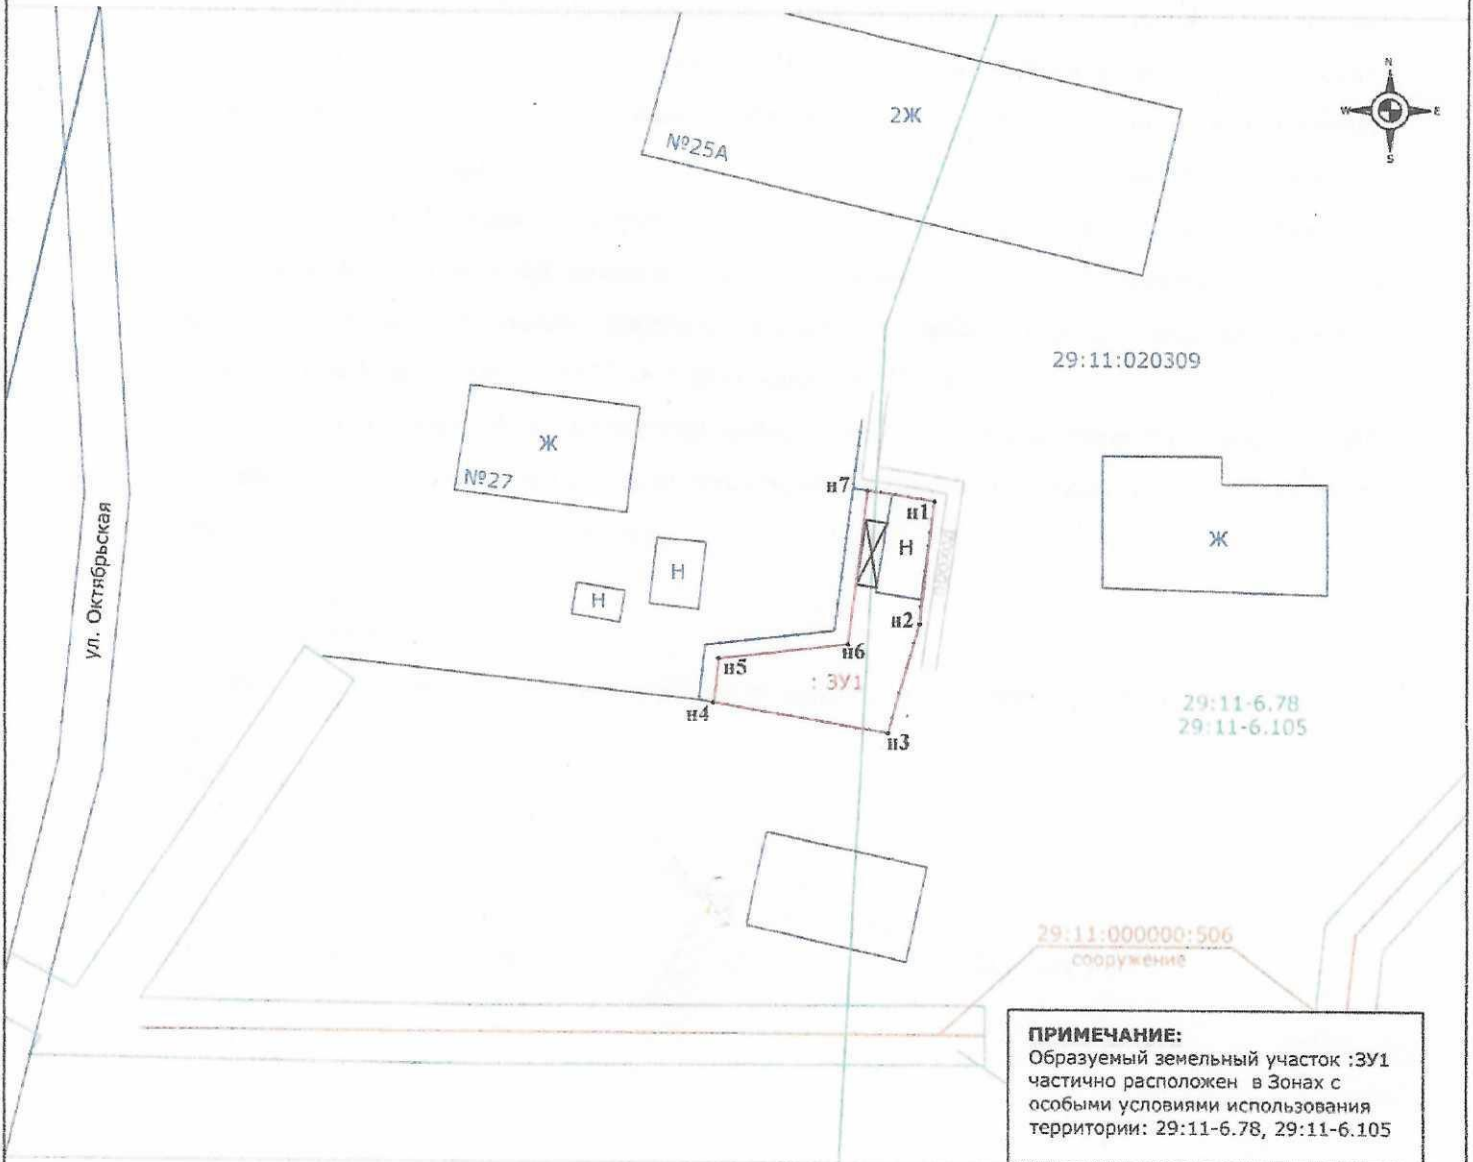 N
W
E
S
2Ж
№25А
29:11:020309
Ж
№27
н7
н1
Н
Ж
ул. Октябрьская
Н
Н
проход
н2
н6
н5
: ЗУ1
н4
н3
29:11-6.78
29:11-6.105
29:11:000000:506
сооружение
ПРИМЕЧАНИЕ:
Образуемый земельный участок :ЗУ1
частично расположен в Зонах с
особыми условиями использования
территории: 29:11-6.78, 29:11-6.105